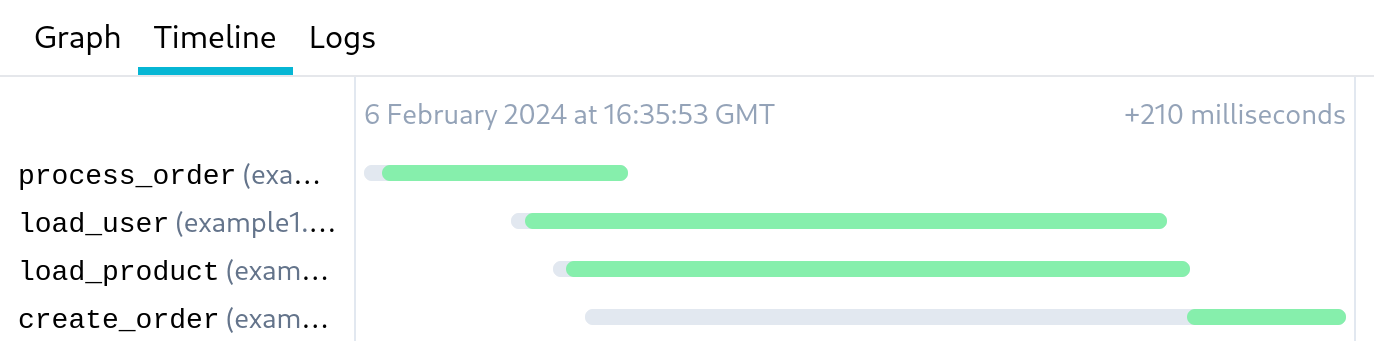 Graph Timeline Logs
6 February 2024 at 16:35:53 GMT +210 milliseconds
process_order (exa...
load_user (example1....
load_product (exam...
create_order (exam...